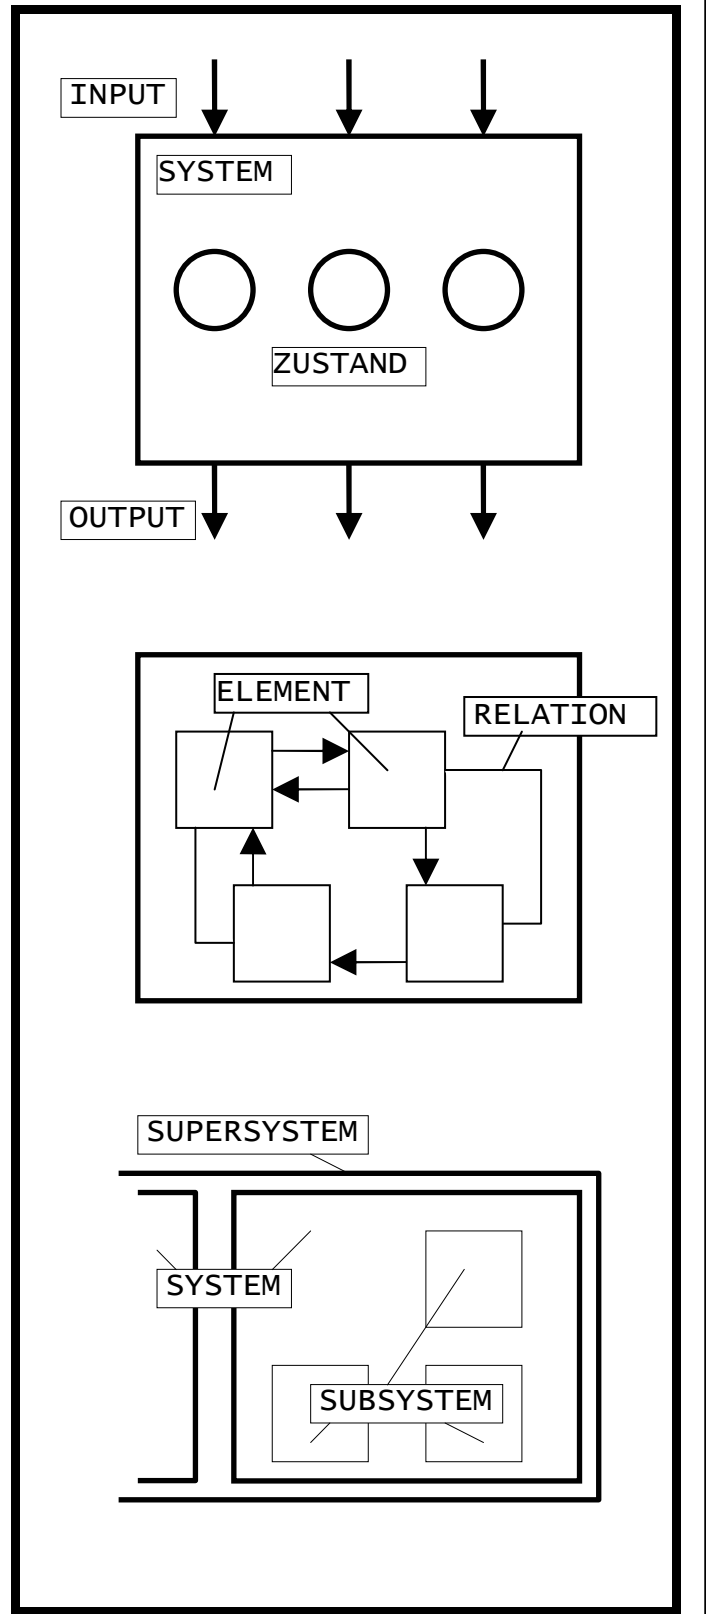 INPUT
SYSTEM
ZUSTAND
OUTPUT
ELEMENT
RELATION
SUPERSYSTEM
SYSTEM
SUBSYSTEM